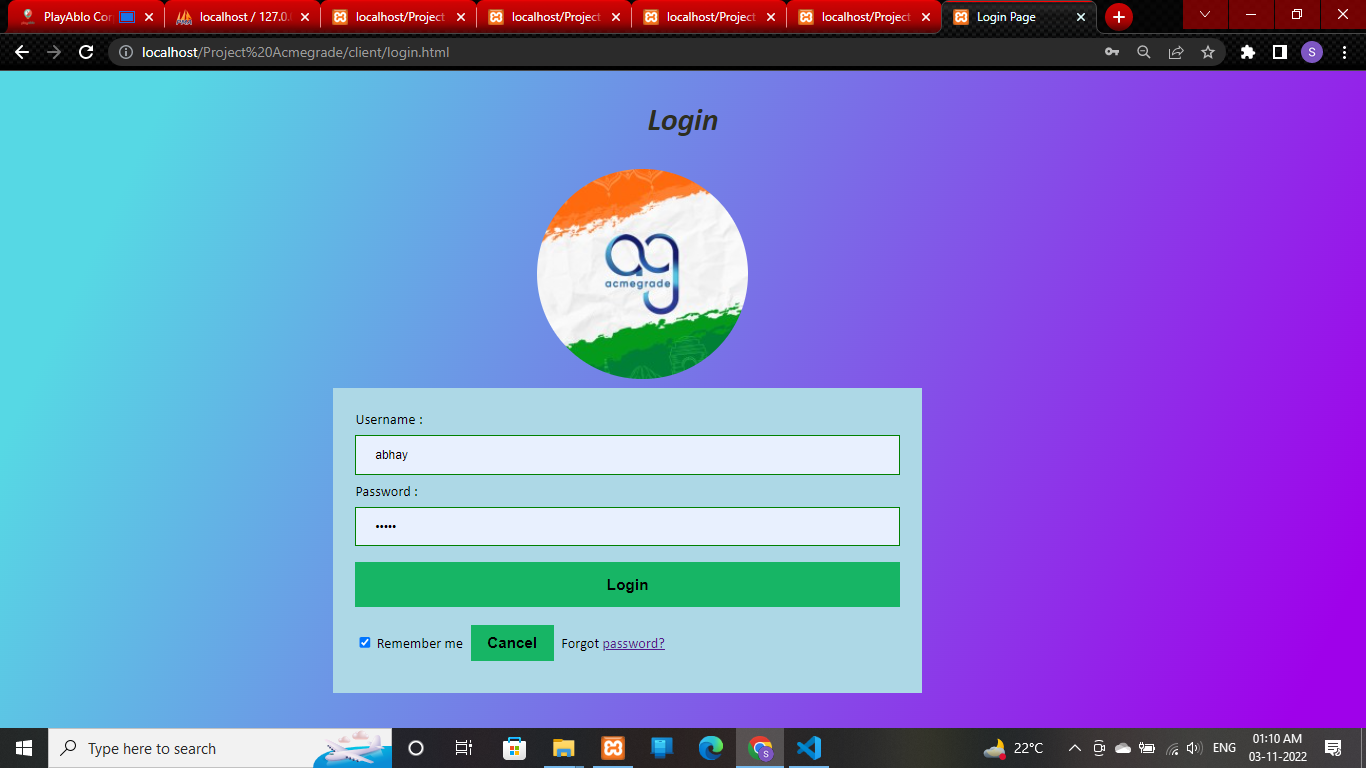 PlayAblo Cor
localhost / 127.0.
localhost/Project
localhost/Project
localhost/Project
localhost/Project
Login Page
localhost/Project%20Acmegrade/client/login.html
S
Login
ag
acmegrade
Username :
abhay
Password :
•••••
Login
Remember me
Cancel
Forgot password?
Type here to search
S
22°C
ENG
01:10 AM
03-11-2022